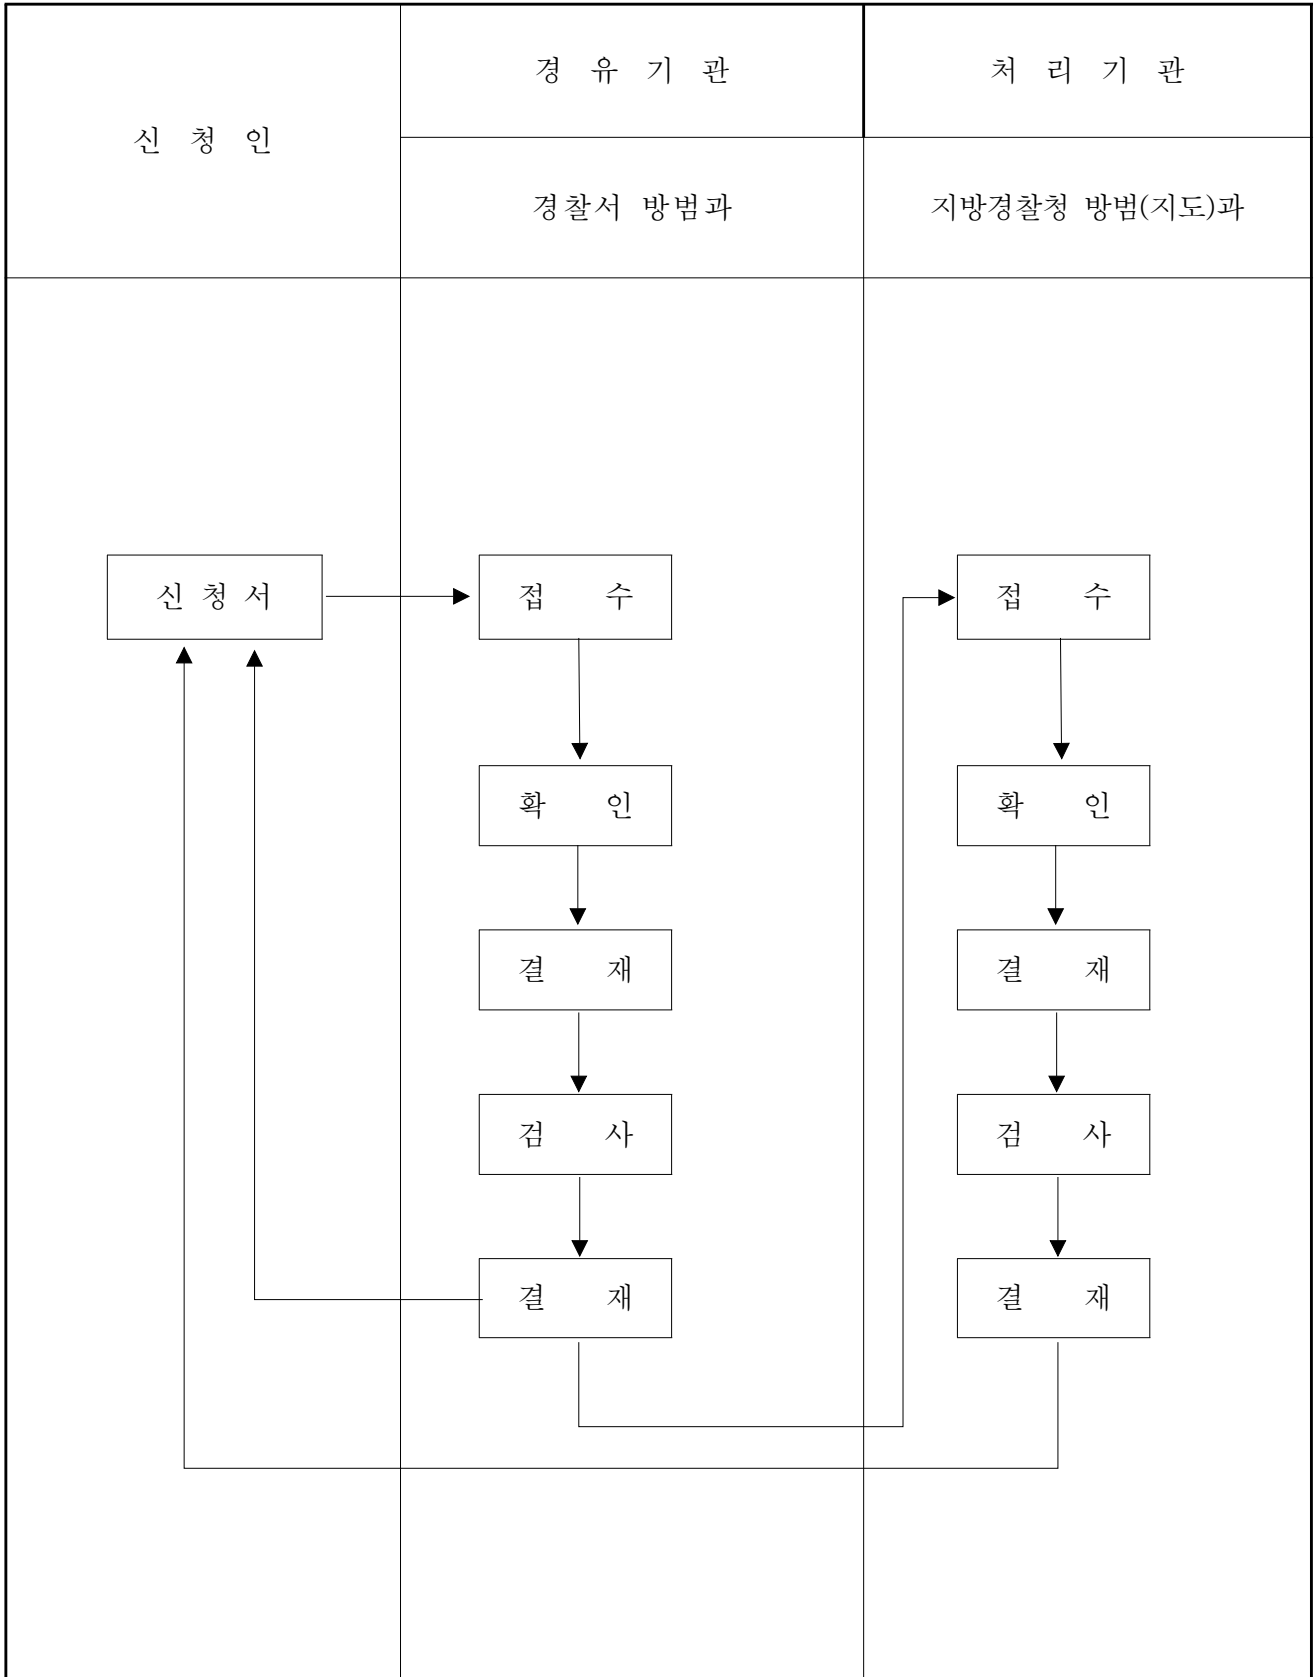 경 유 기 관
처 리 기 관
신 청 인
경찰서 방범과
지방경찰청 방범(지도)과
신 청 서
접 수
접 수
확 인
확 인
결 재
결 재
검 사
검 사
결 재
결 재